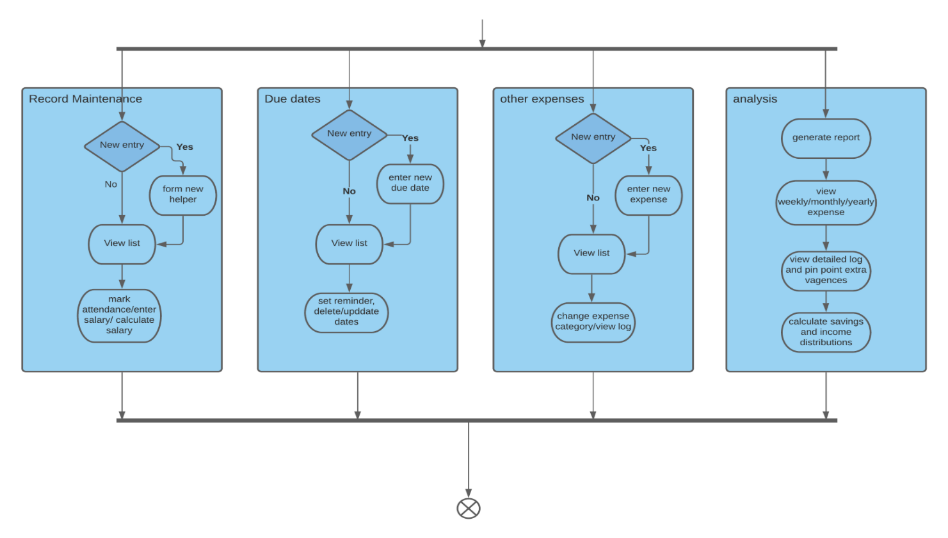 Record Maintenance
New entry
Yes
No
form new
helper
View list
mark
attendance/enter
salary/ calculate
salary
Due dates
New entry
Yes
No
enter new
due date
View list
set reminder,
delete/upddate
dates
other expenses
New entry
Yes
No
enter new
expense
View list
change expense
category/view log
analysis
generate report
view
weekly/monthly/yearly
expense
view detailed log
and pin point extra
vagences
calculate savings
and income
distributions